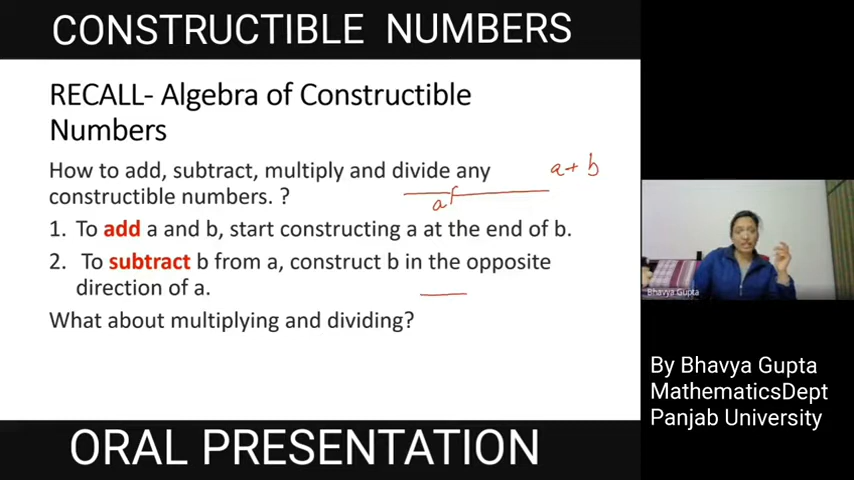 CONSTRUCTIBLE NUMBERS
RECALL- Algebra of Constructible
Numbers
How to add, subtract, multiply and divide any
constructible numbers. ?
a + b
a
1. To add a and b, start constructing a at the end of b.
2. To subtract b from a, construct b in the opposite
direction of a.
What about multiplying and dividing?
Bhavya Gupta
By Bhavya Gupta
MathematicsDept
Panjab University
ORAL PRESENTATION